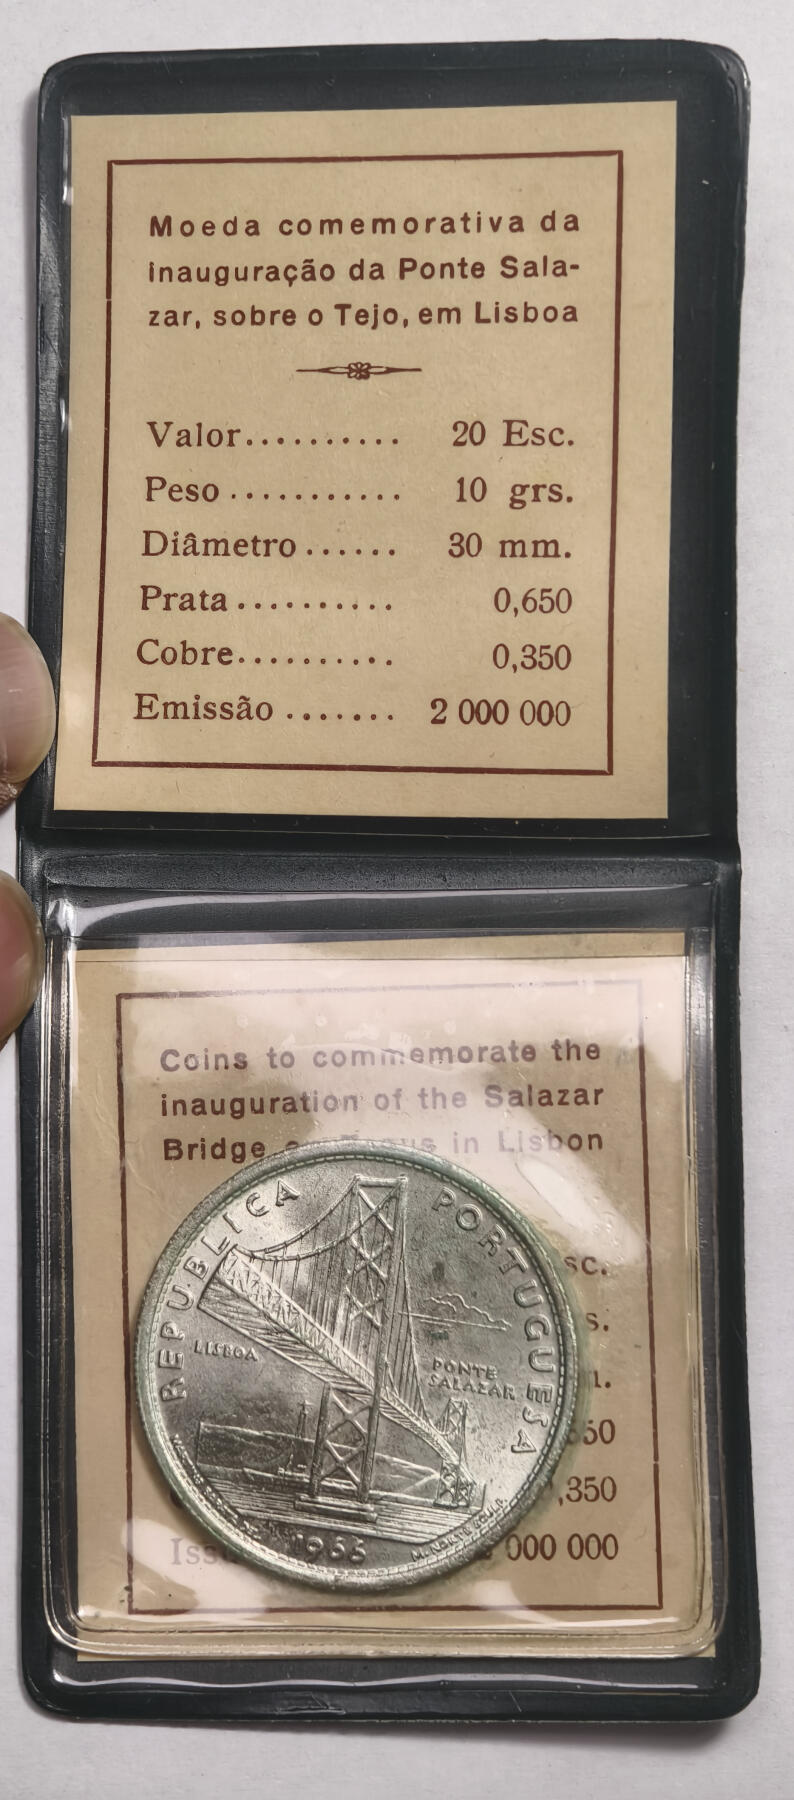 Moeda comemorativa da
inauguração da Ponte Sala-
zar, sobre o Tejo, em Lisboa
Valor.......... 20 Esc.
Peso ........... 10 grs.
Diâmetro ...... 30 mm.
Prata .......... 0,650
Cobre.......... 0,350
Emissão ....... 2 000 000
Coins to commemorate the
inauguration of the Salazar
Bridge in Lisbon
REPUBLICA PORTUGUESA
LISBOA
PONTE
SALAZAR
1966
,350
000 000